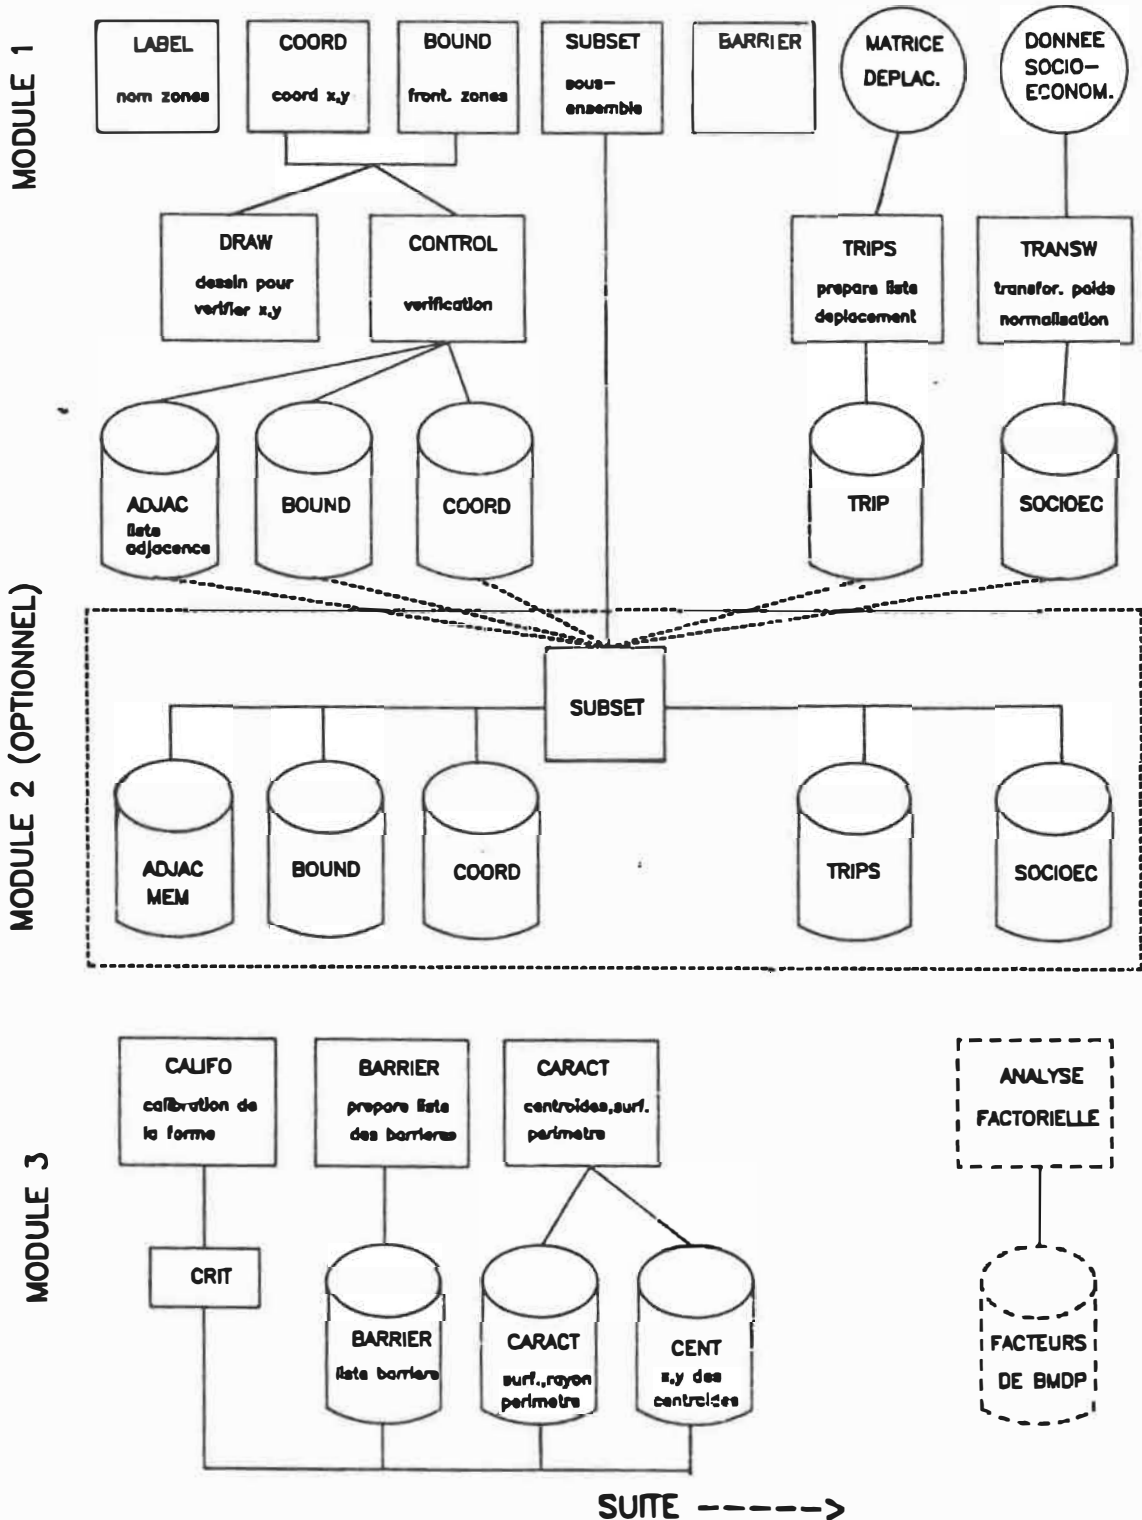 MODULE 1
LABEL
nom zones
COORD
coord x,y
BOUND
front. zones
SUBSET
sous-
ensemble
BARRIER
MATRICE
DEPLAC.
DONNEE
SOCIO-
ECONOM.
DRAW
dessin pour
verifier x,y
CONTROL
verification
TRIPS
prepare liste
deplacement
TRANSW
transfor. poids
normalisation
ADJAC
liste
adjacence
BOUND
COORD
TRIP
SOCIOEC
MODULE 2 (OPTIONNEL)
SUBSET
ADJAC
MEM
BOUND
COORD
TRIPS
SOCIOEC
MODULE 3
CALIFO
calibration de
la forme
BARRIER
prepare liste
des barrieres
CARACT
centroides,surf.
perimetre
ANALYSE
FACTORIELLE
CRIT
BARRIER
liste barriere
CARACT
surf.,rayon
perimetre
CENT
x,y des
centroides
FACTEURS
DE BMDP
SUITE